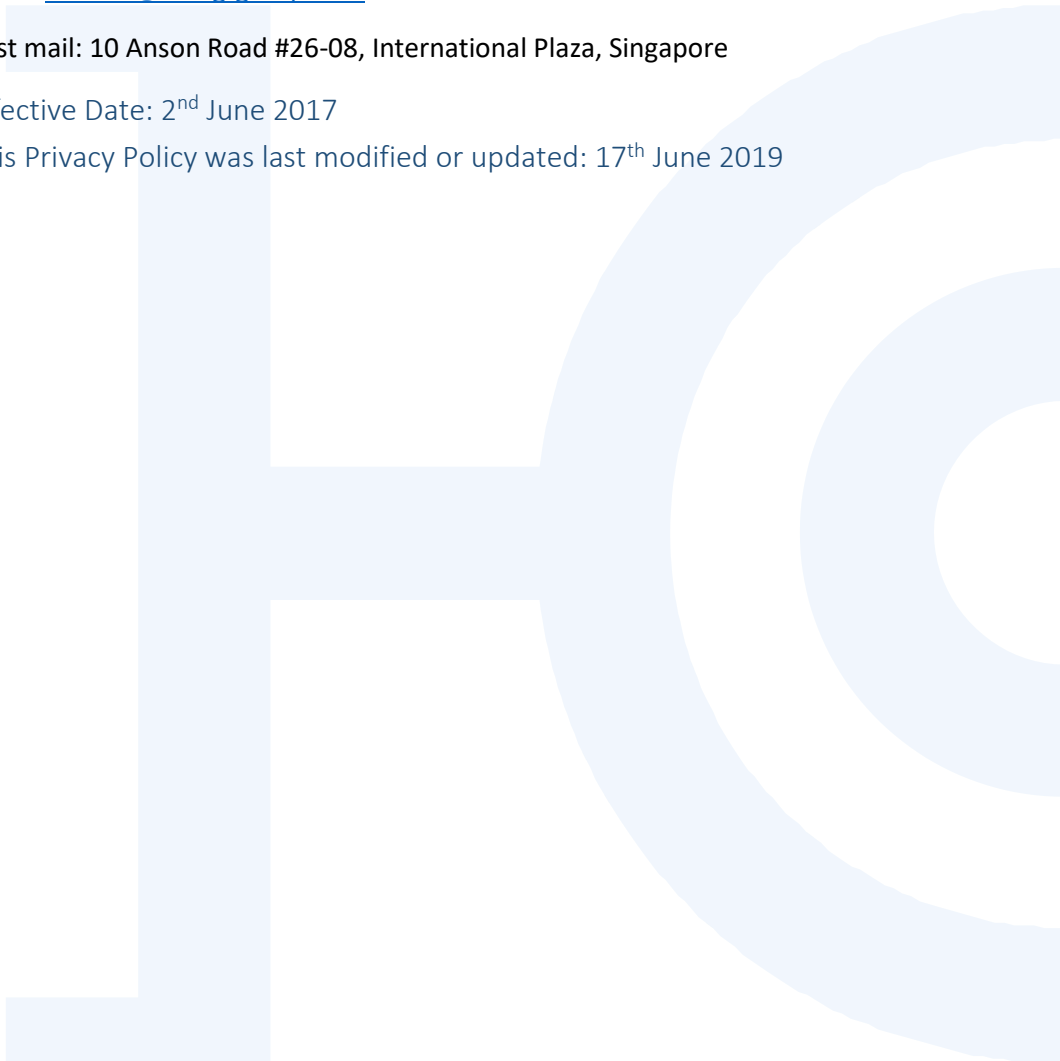 st mail: 10 Anson Road #26-08, International Plaza, Singapore
ective Date: 2nd June 2017
is Privacy Policy was last modified or updated: 17th June 2019